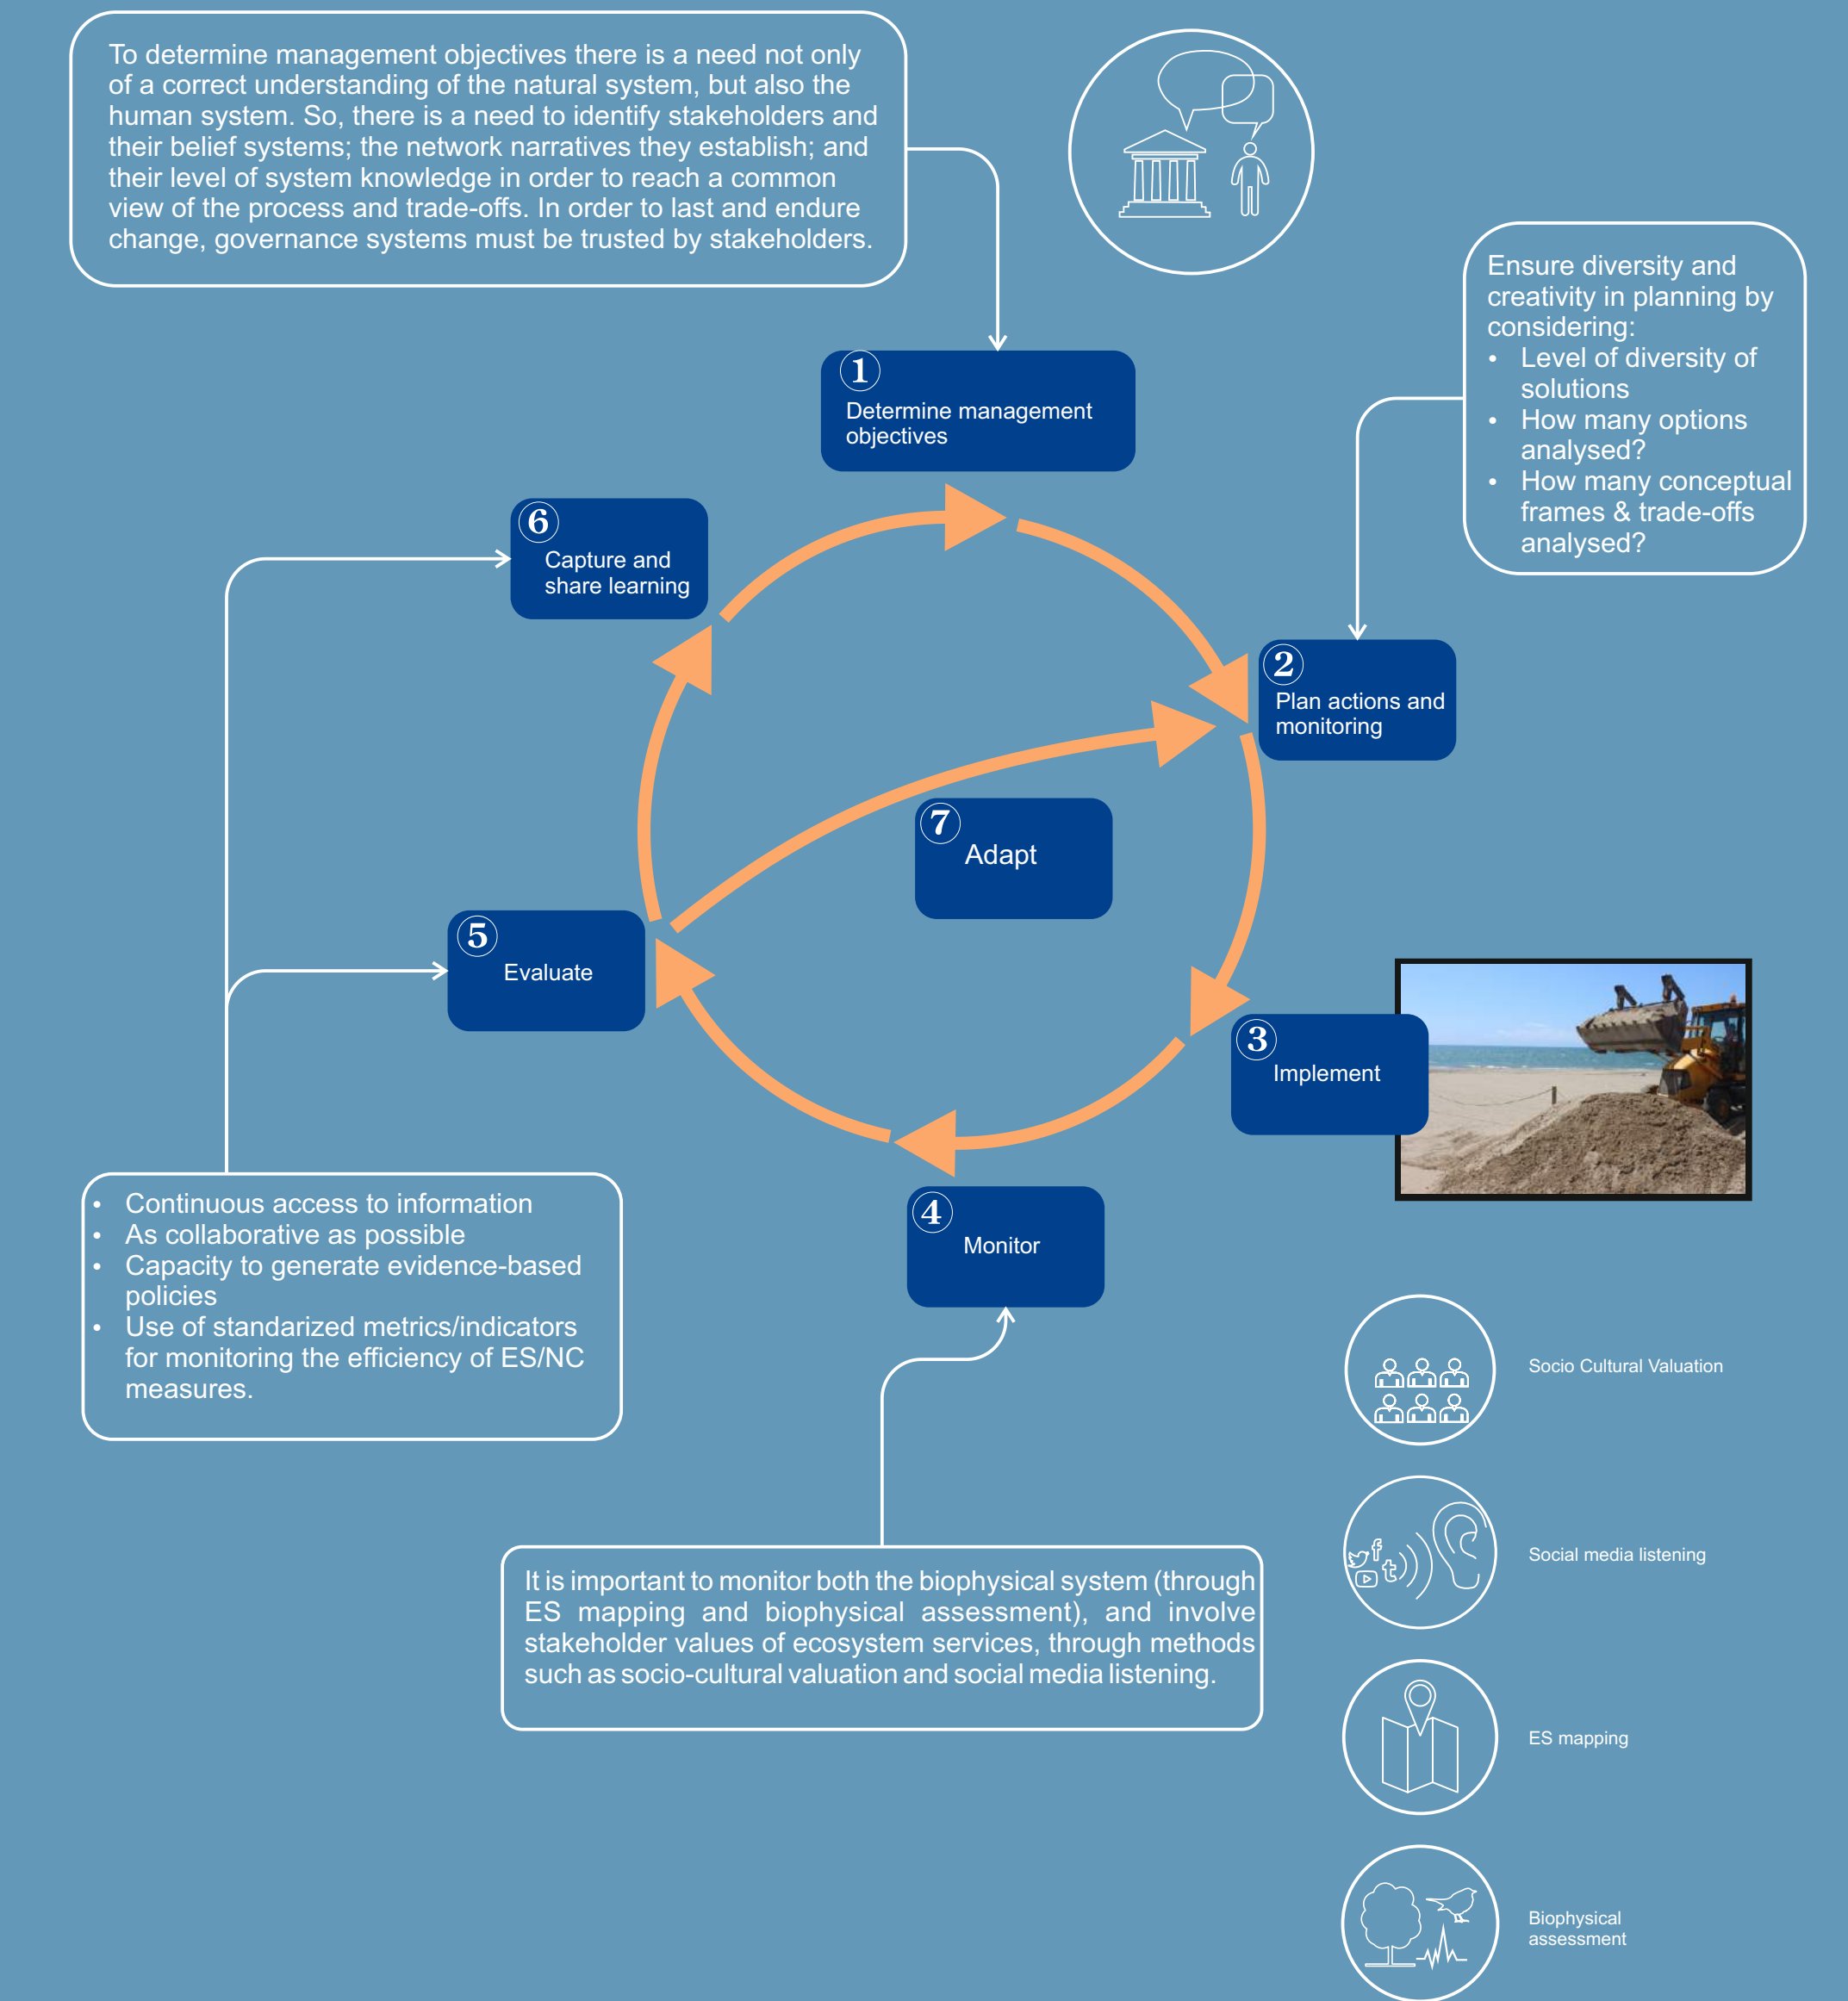 To determine management objectives there is a need not only
of a correct understanding of the natural system, but also the
human system. So, there is a need to identify stakeholders and
their belief systems; the network narratives they establish; and
their level of system knowledge in order to reach a common
view of the process and trade-offs. In order to last and endure
change, governance systems must be trusted by stakeholders.
Ensure diversity and
creativity in planning by
considering:
• Level of diversity of
solutions
• How many options
analysed?
• How many conceptual
frames & trade-offs
analysed?
1
Determine management
objectives
6
Capture and
share learning
2
Plan actions and
monitoring
7
Adapt
5
Evaluate
3
Implement
4
Monitor
• Continuous access to information
• As collaborative as possible
• Capacity to generate evidence-based
policies
• Use of standarized metrics/indicators
for monitoring the efficiency of ES/NC
measures.
It is important to monitor both the biophysical system (through
ES mapping and biophysical assessment), and involve
stakeholder values of ecosystem services, through methods
such as socio-cultural valuation and social media listening.
Socio Cultural Valuation
Social media listening
ES mapping
Biophysical
assessment